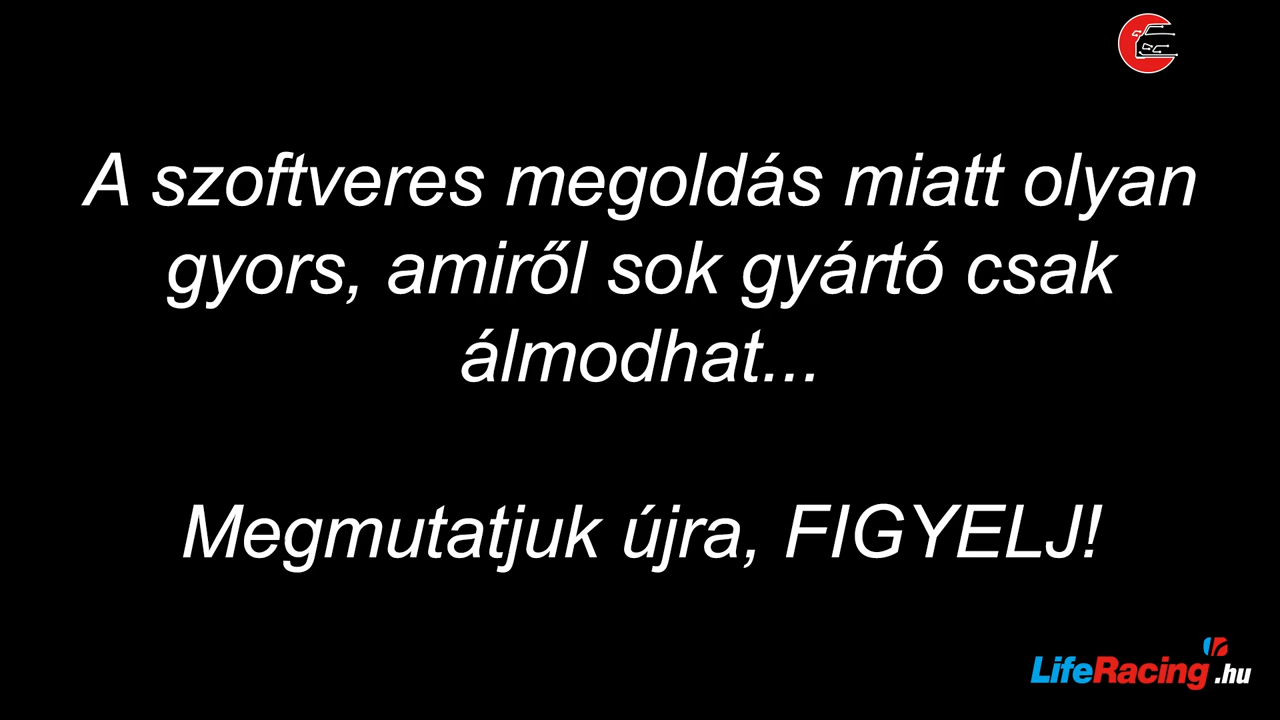 A szoftveres megoldás miatt olyan
gyors, amiről sok gyártó csak
álmodhat...
Megmutatjuk újra, FIGYELJ!
LifeRacing.hu